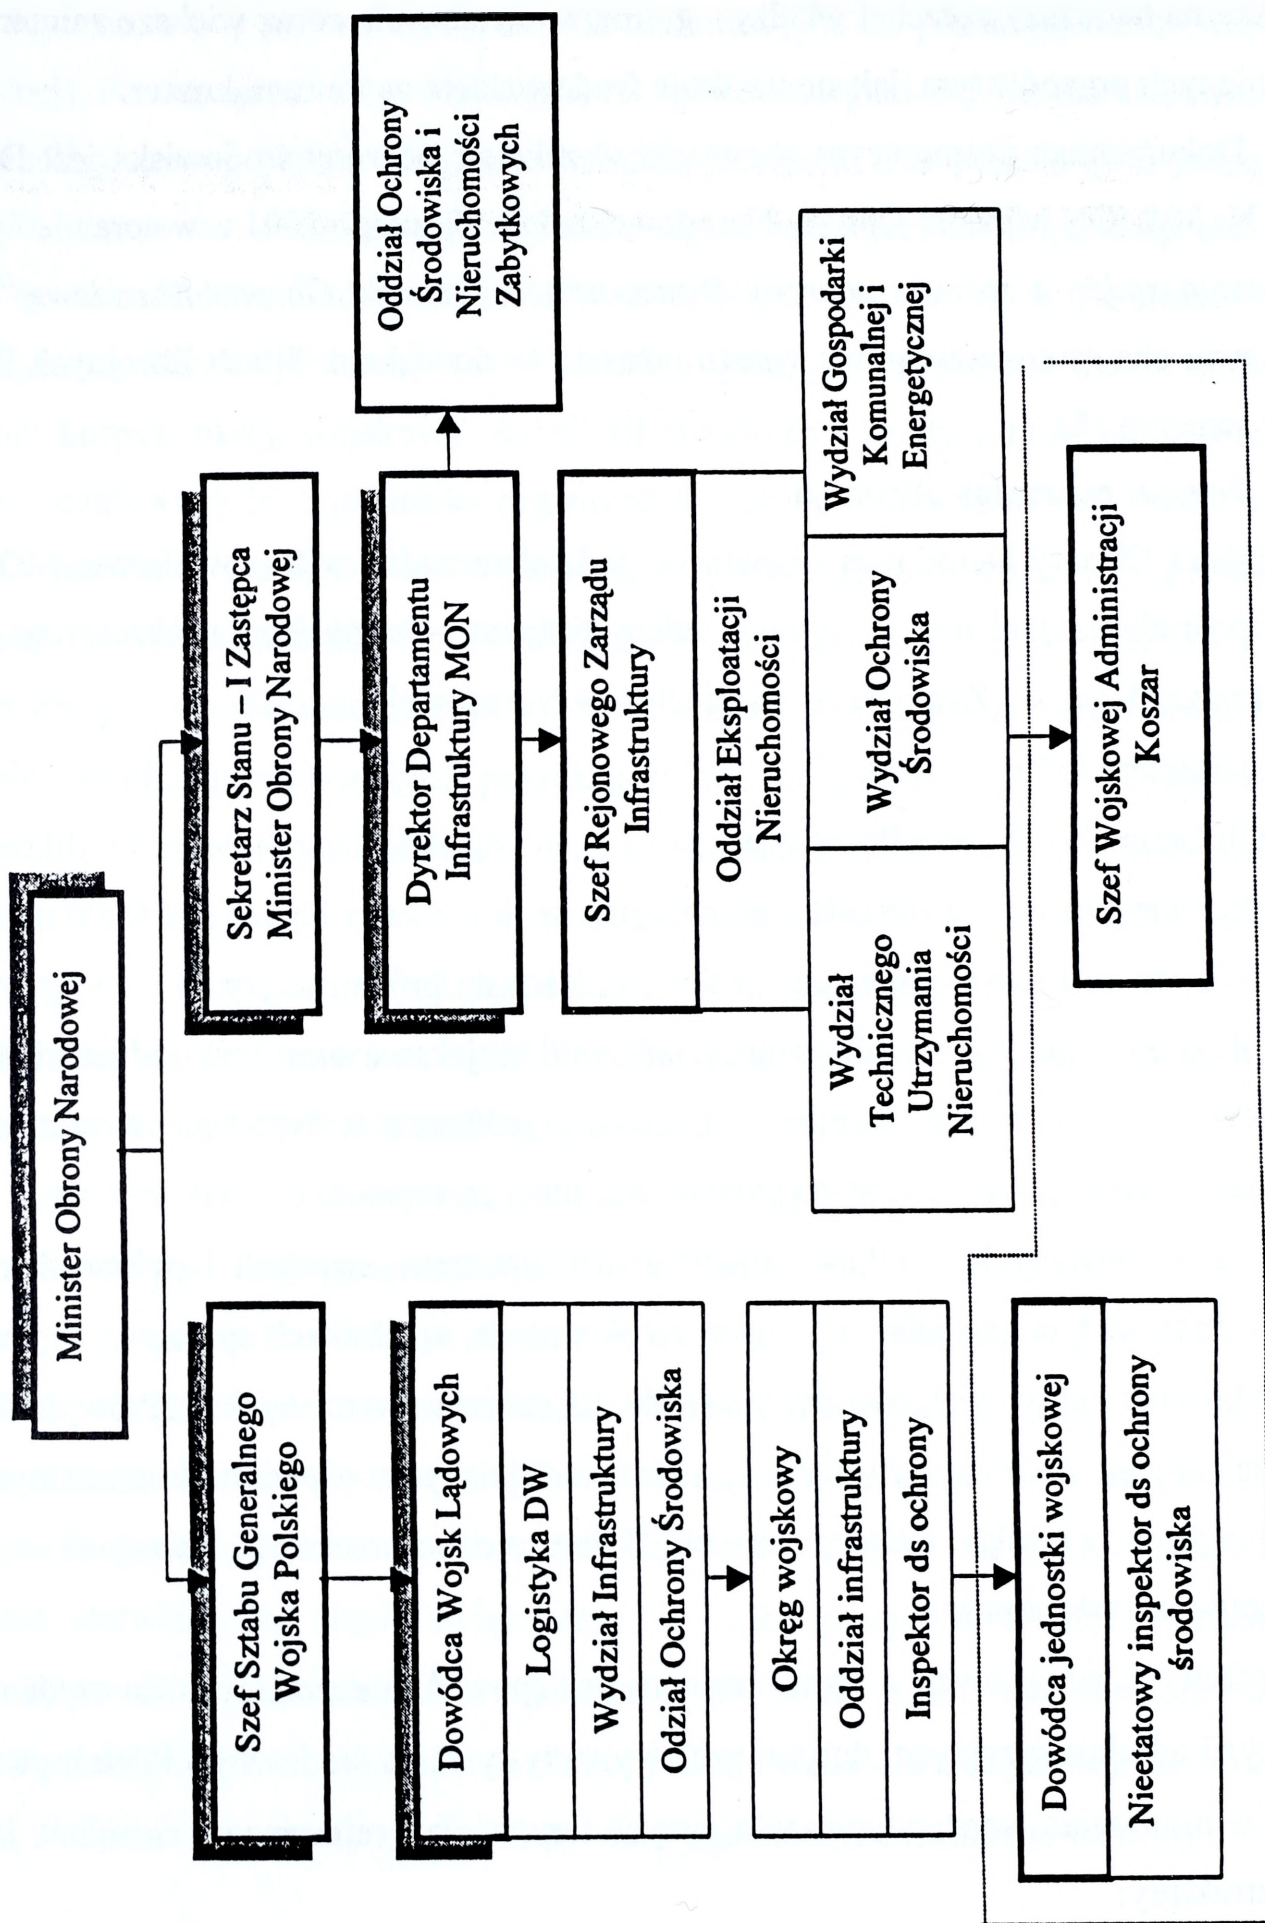 Minister Obrony Narodowej
Szef Sztabu Generalnego
Wojska Polskiego
Dowódca Wojsk Lądowych
Logistyka DW
Wydział Infrastruktury
Odział Ochrony Środowiska
Okręg wojskowy
Oddział infrastruktury
Inspektor ds ochrony
Dowódca jednostki wojskowej
Nieetatowy inspektor ds ochrony
środowiska
Sekretarz Stanu – I Zastępca
Minister Obrony Narodowej
Dyrektor Departamentu
Infrastruktury MON
Oddział Ochrony
Środowiska i
Nieruchomości
Zabytkowych
Szef Rejonowego Zarządu
Infrastruktury
Oddział Eksploatacji
Nieruchomości
Wydział
Technicznego
Utrzymania
Nieruchomości
Wydział Ochrony
Środowiska
Wydział Gospodarki
Komunalnej i
Energetycznej
Szef Wojskowej Administracji
Koszar